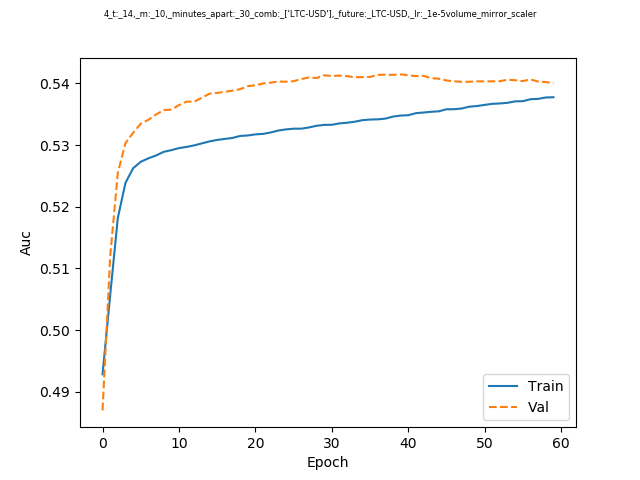 4_t:_14,_m:_10,_minutes_apart:_30_comb:_['LTC-USD'],_future:_LTC-USD,_lr:_1e-5volume_mirror_scaler
0.54
0.53
0.52
0.51
0.50
0.49
Auc
0 10 20 30 40 50 60
Epoch
Train
Val